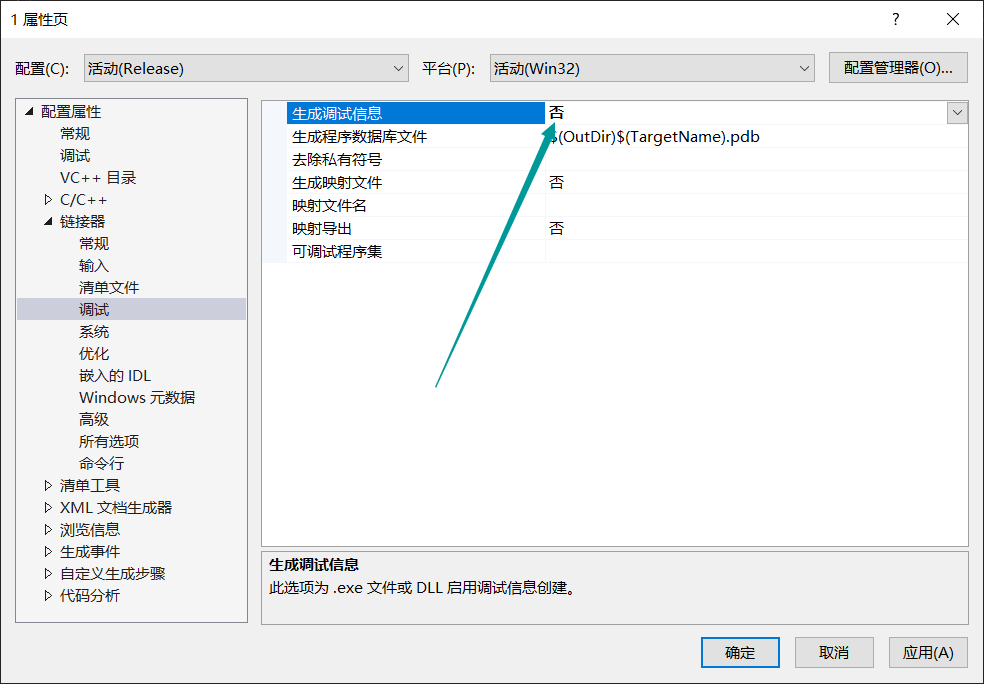 1 属性页
配置(C): 活动(Release) 平台(P): 活动(Win32) 配置管理器(O)...
配置属性
常规
调试
VC++ 目录
C/C++
链接器
常规
输入
清单文件
调试
系统
优化
嵌入的 IDL
Windows 元数据
高级
所有选项
命令行
清单工具
XML 文档生成器
浏览信息
生成事件
自定义生成步骤
代码分析
生成调试信息 否
生成程序数据库文件 $(OutDir)$(TargetName).pdb
去除私有符号
生成映射文件 否
映射文件名
映射导出 否
可调试程序集
生成调试信息
此选项为 .exe 文件或 DLL 启用调试信息创建。
确定 取消 应用(A)